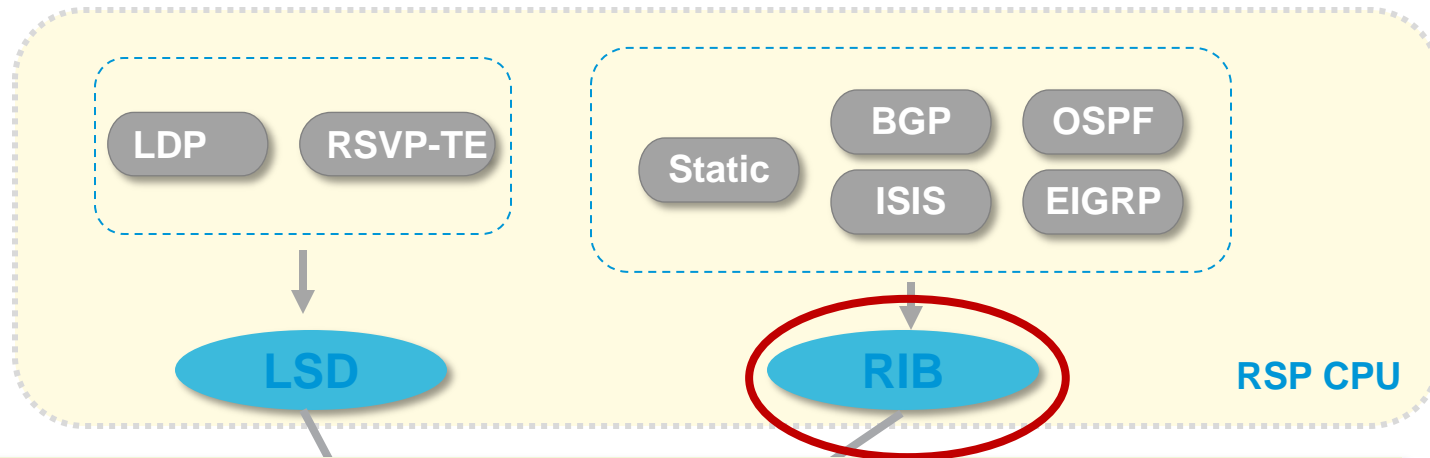 LDP
RSVP-TE
Static
BGP
OSPF
ISIS
EIGRP
LSD
RIB
RSP CPU